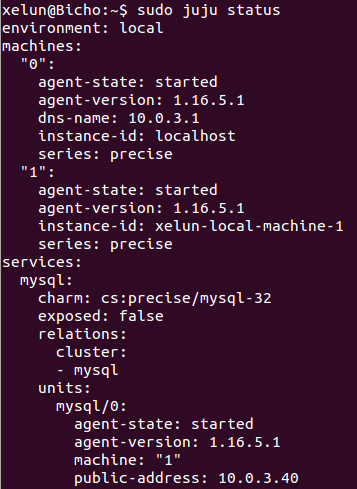 xelun@Bicho:~$ sudo juju status
environment: local
machines:
  "0":
    agent-state: started
    agent-version: 1.16.5.1
    dns-name: 10.0.3.1
    instance-id: localhost
    series: precise
  "1":
    agent-state: started
    agent-version: 1.16.5.1
    instance-id: xelun-local-machine-1
    series: precise
services:
  mysql:
    charm: cs:precise/mysql-32
    exposed: false
    relations:
      cluster:
      - mysql
    units:
      mysql/0:
        agent-state: started
        agent-version: 1.16.5.1
        machine: "1"
        public-address: 10.0.3.40